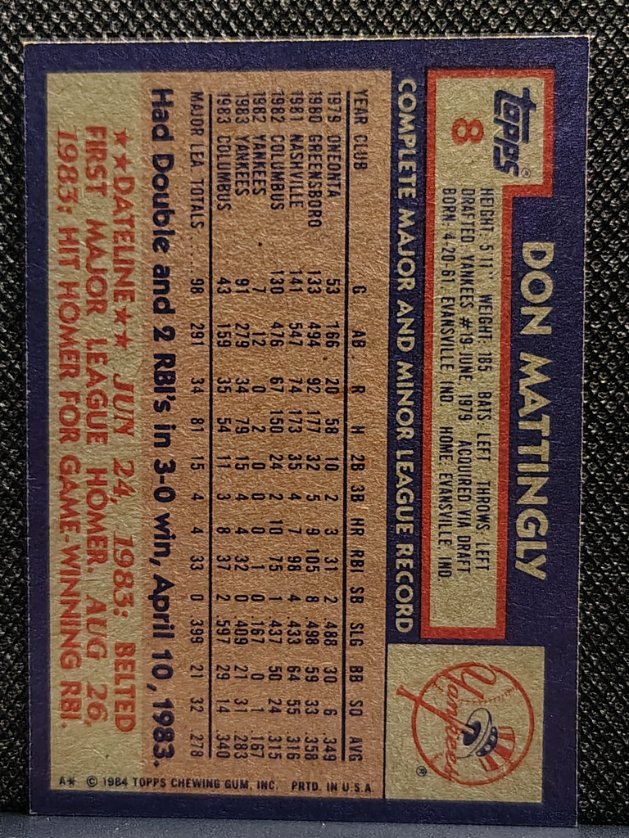 topps®
8
DON MATTINGLY
HEIGHT: 5'11" WEIGHT: 185 BATS: LEFT THROWS: LEFT
DRAFTED: YANKEES #19-JUNE, 1979 ACQUIRED: VIA DRAFT
BORN: 4-20-61, EVANSVILLE, IND HOME: EVANSVILLE, IND
Yankees ®
COMPLETE MAJOR AND MINOR LEAGUE RECORD
YEAR CLUB G AB R H 2B 3B HR RBI SB SLG BB SO AVG
1979 ONEONTA 53 166 20 58 10 2 3 31 2 .488 30 6 .349
1980 GREENSBORO 133 494 92 177 32 5 9 105 8 .498 59 33 .358
1981 NASHVILLE 141 547 74 173 35 4 7 98 4 .433 64 55 .316
1982 COLUMBUS 130 476 67 150 24 2 10 75 1 .437 50 24 .315
1982 YANKEES 7 12 0 2 0 0 0 1 0 .167 0 1 .167
1983 YANKEES 91 279 34 79 15 4 4 32 0 .409 21 31 .283
1983 COLUMBUS 43 159 35 54 11 3 8 37 2 .597 29 14 .340
MAJOR LEA. TOTALS..... 98 291 34 81 15 4 4 33 0 .399 21 32 .278
Had Double and 2 RBI's in 3-0 win, April 10, 1983.
★★DATELINE★★ JUN 24, 1983: BELTED
FIRST MAJOR LEAGUE HOMER. AUG 26,
1983: HIT HOMER FOR GAME-WINNING RBI.
A* © 1984 TOPPS CHEWING GUM, INC. PRTD. IN U.S.A.